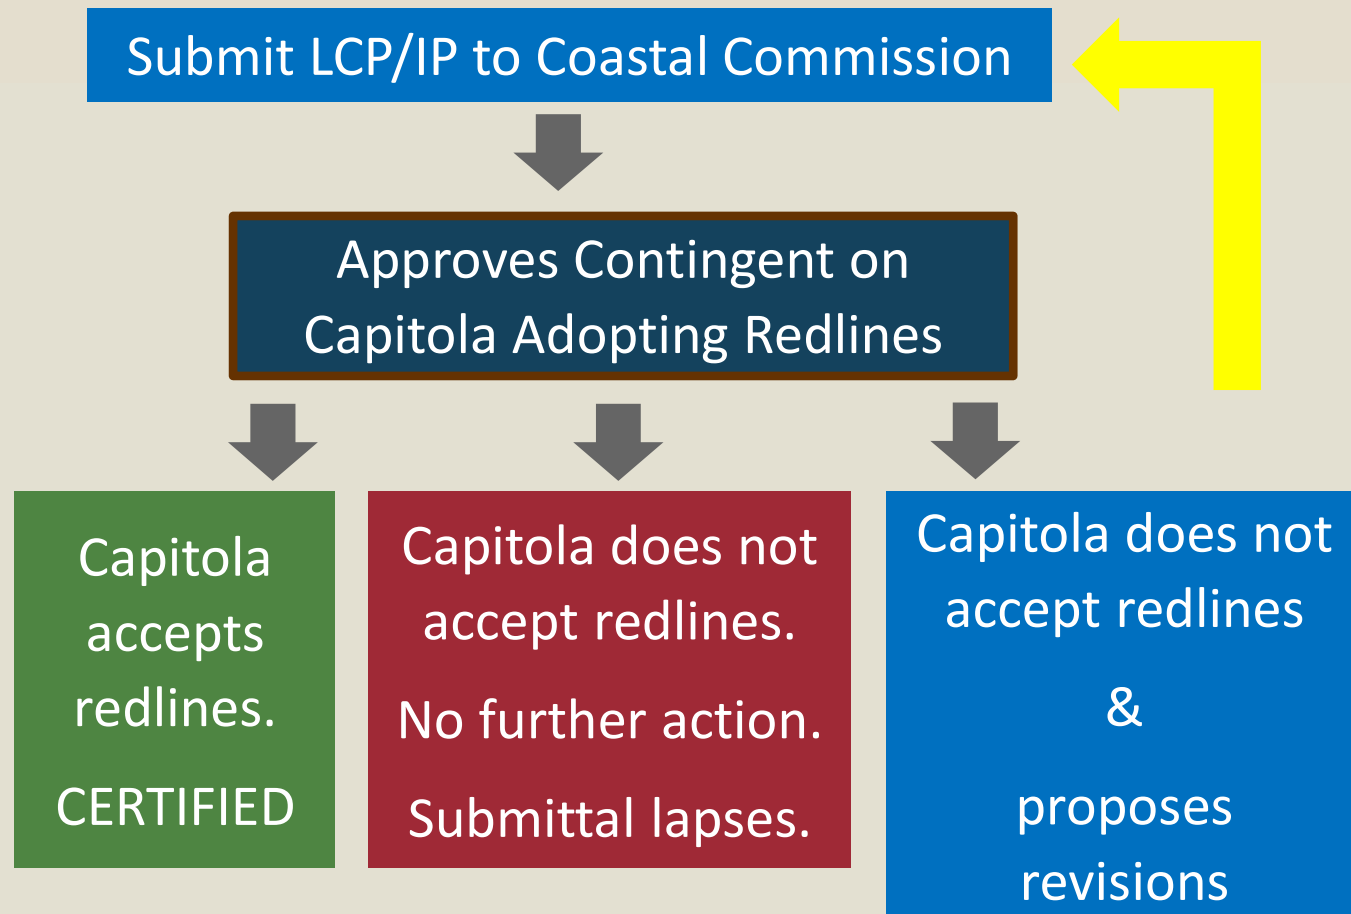 Submit LCP/IP to Coastal Commission
Approves Contingent on
Capitola Adopting Redlines
Capitola
accepts
redlines.
CERTIFIED
Capitola does not
accept redlines.
No further action.
Submittal lapses.
Capitola does not
accept redlines
&
proposes
revisions